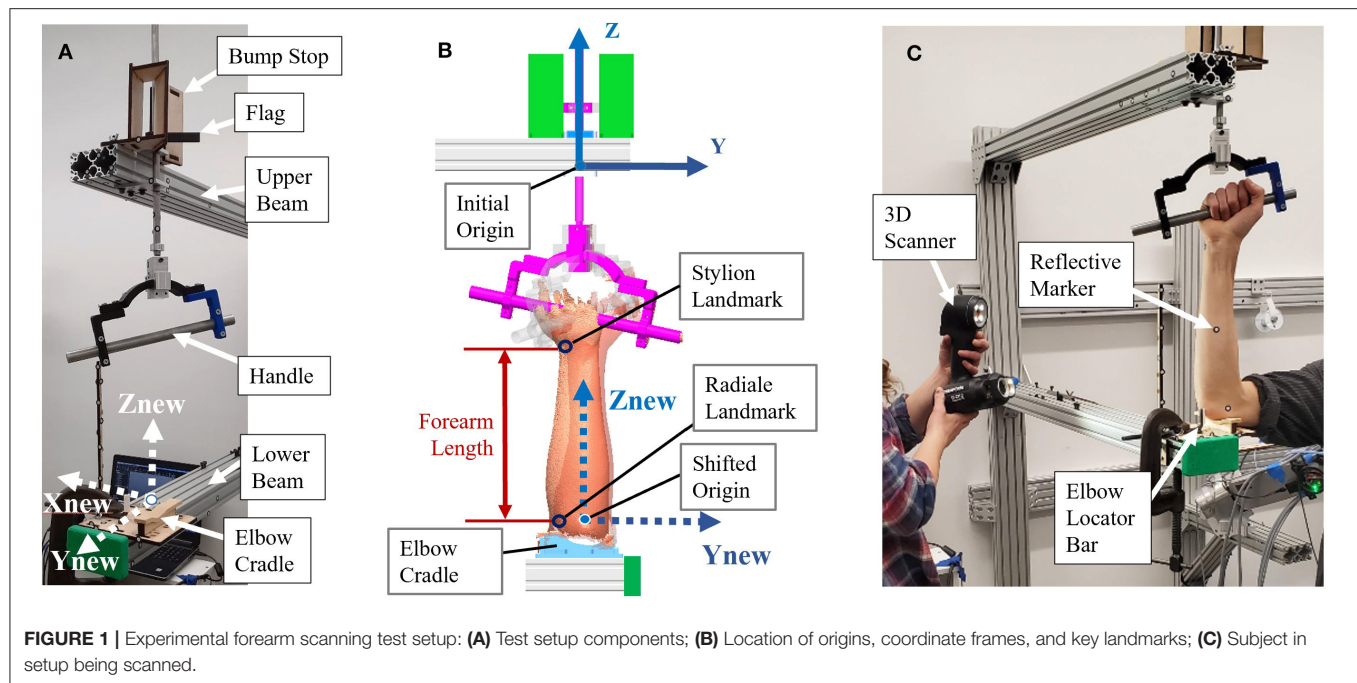 A
Bump Stop
Flag
Upper
Beam
Handle
Znew
Lower
Beam
Xnew
Ynew
Elbow
Cradle
B
Z
Y
Initial
Origin
Stylion
Landmark
Forearm
Length
Znew
Radiale
Landmark
Shifted
Origin
Ynew
Elbow
Cradle
C
3D
Scanner
Reflective
Marker
Elbow
Locator
Bar
FIGURE 1 | Experimental forearm scanning test setup: (A) Test setup components; (B) Location of origins, coordinate frames, and key landmarks; (C) Subject in
setup being scanned.